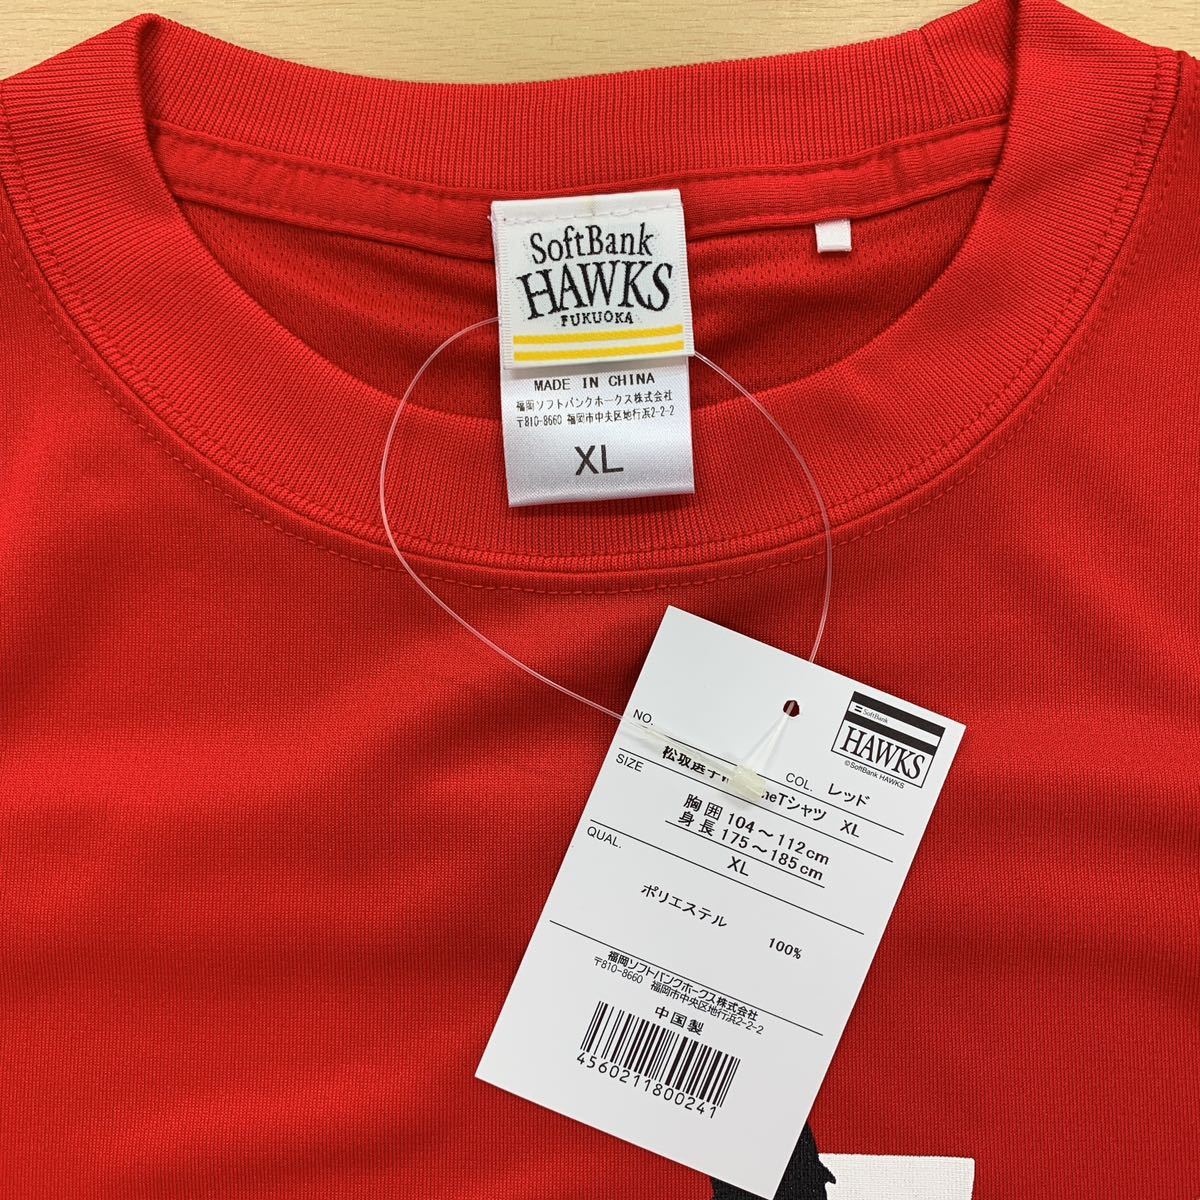 SoftBank
HAWKS
FUKUOKA
MADE IN CHINA
福岡ソフトバンクホークス株式会社
〒810-8660 福岡市中央区地行浜2-2-2
XL
SoftBank
HAWKS
©SoftBank HAWKS
NO.
COL. レッド
松坂選手 Tシャツ XL
SIZE
胸囲 104～112cm
身長 175～185cm
XL
QUAL.
ポリエステル 100%
福岡ソフトバンクホークス株式会社
〒810-8660 福岡市中央区地行浜2-2-2
中国製
4560211800241